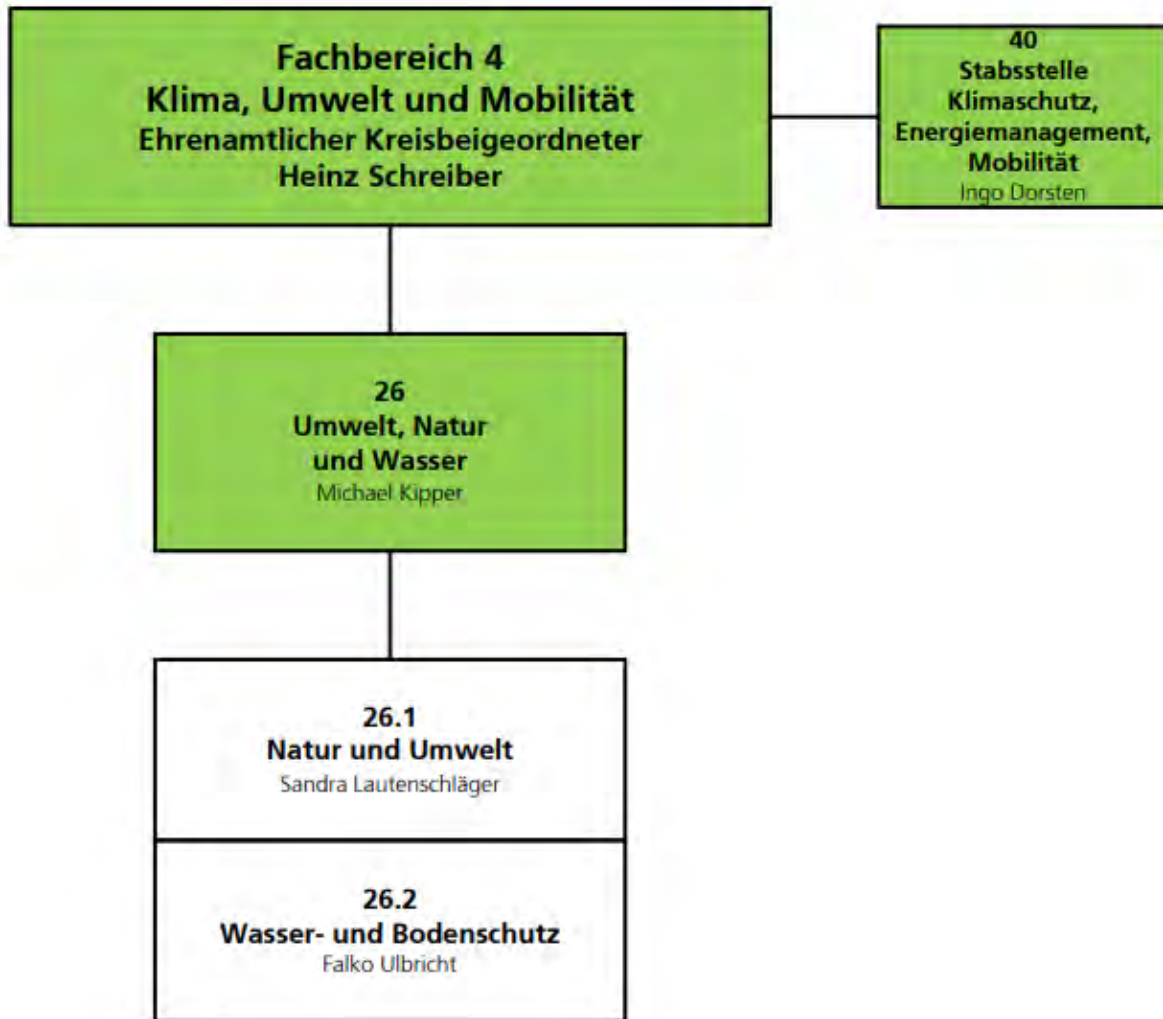 Fachbereich 4
Klima, Umwelt und Mobilität
Ehrenamtlicher Kreisbeigeordneter
Heinz Schreiber
40
Stabsstelle
Klimaschutz,
Energiemanagement,
Mobilität
Ingo Dorsten
26
Umwelt, Natur
und Wasser
Michael Kipper
26.1
Natur und Umwelt
Sandra Lautenschläger
26.2
Wasser- und Bodenschutz
Falko Ulbricht